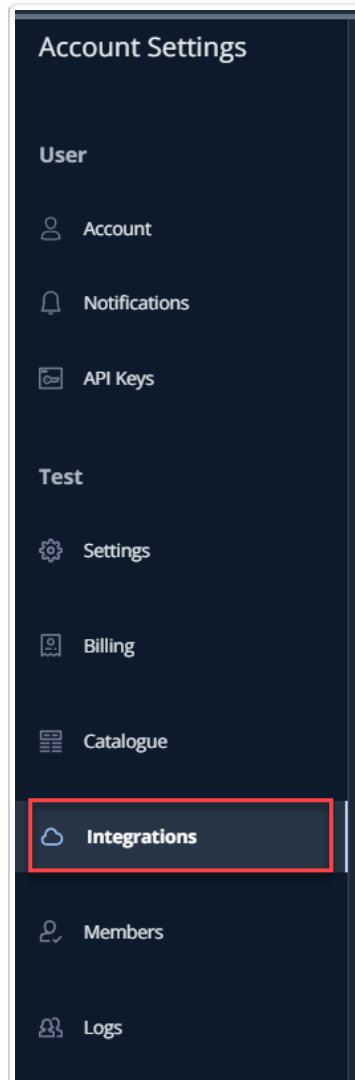 Account Settings
User
Account
Notifications
API Keys
Test
Settings
Billing
Catalogue
Integrations
Members
Logs